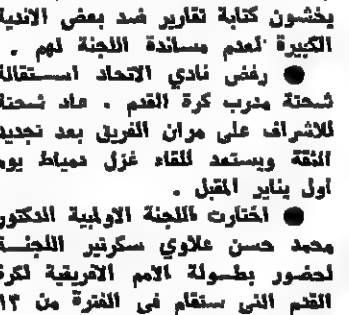 يخشون كتابة تقارير ضد بعض الاندية
الكبيرة لعدم مساندة اللجنة لهم .
● رفض نادي الاتحاد استقالة
شحتة مدرب كرة القدم . عاد شحتة
للاشراف على مران الفريق بعد تجديد
الثقة ويستعد للقاء غزل دمياط يوم
اول يناير المقبل .
● اختارت اللجنة الاولمبية الدكتور
محمد حسن علاوي سكرتير اللجنة
لحضور بطولة الامم الافريقية لكرة
القدم التي ستقام في الفترة من ١٣